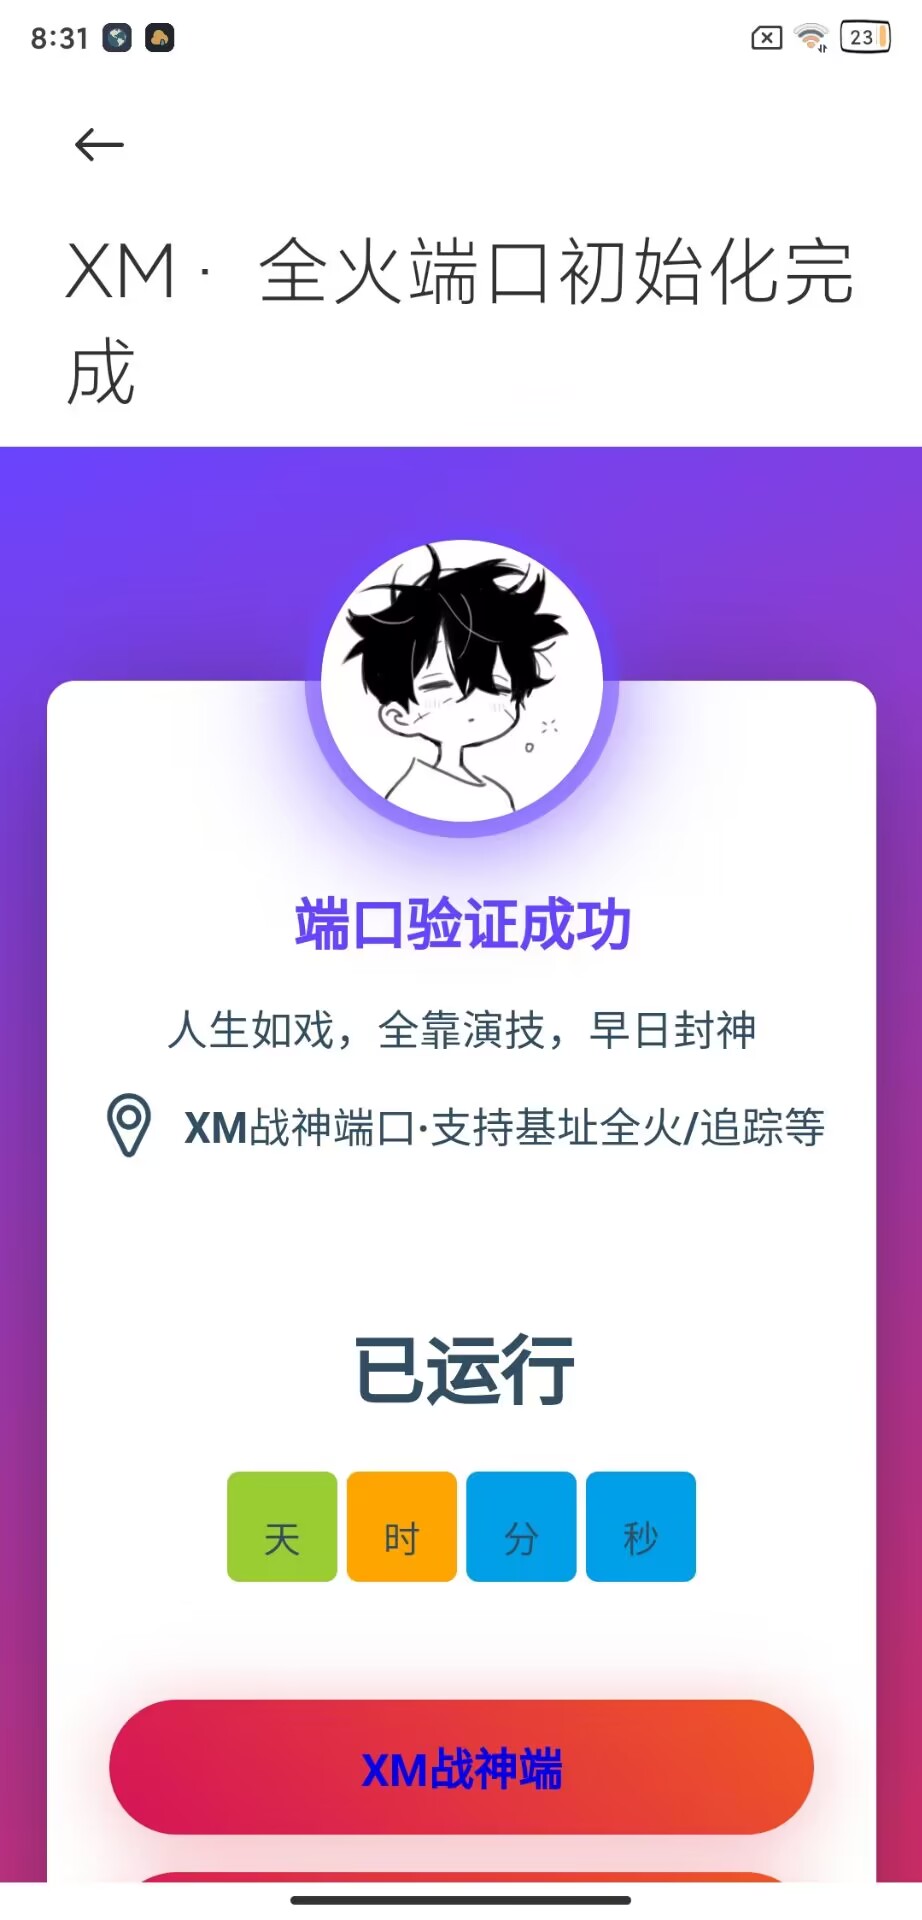 8:31
23
XM · 全火端口初始化完
成
端口验证成功
人生如戏，全靠演技，早日封神
XM战神端口·支持基址全火/追踪等
已运行
天 时 分 秒
XM战神端